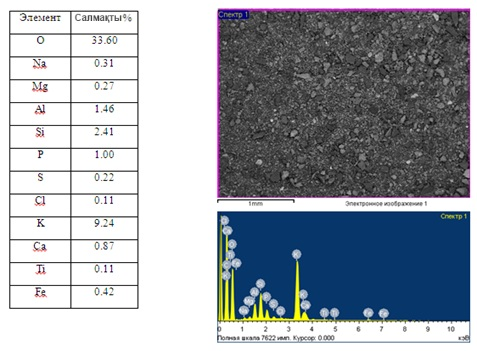 Элемент Салмақты%
O 33.60
Na 0.31
Mg 0.27
Al 1.46
Si 2.41
P 1.00
S 0.22
Cl 0.11
K 9.24
Ca 0.87
Ti 0.11
Fe 0.42
Спектр 1
1mm Электронное изображение 1
Спектр 1
0 1 2 3 4 5 6 7 8 9 10
Полная шкала 7622 имп. Курсор: 0.000 кэВ